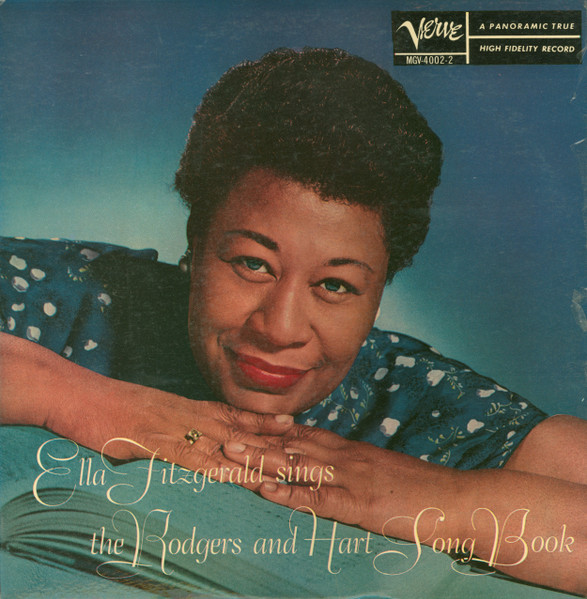 Verve
MGV-4002-2
A PANORAMIC TRUE
HIGH FIDELITY RECORD
Ella Fitzgerald sings
the Rodgers and Hart Song Book